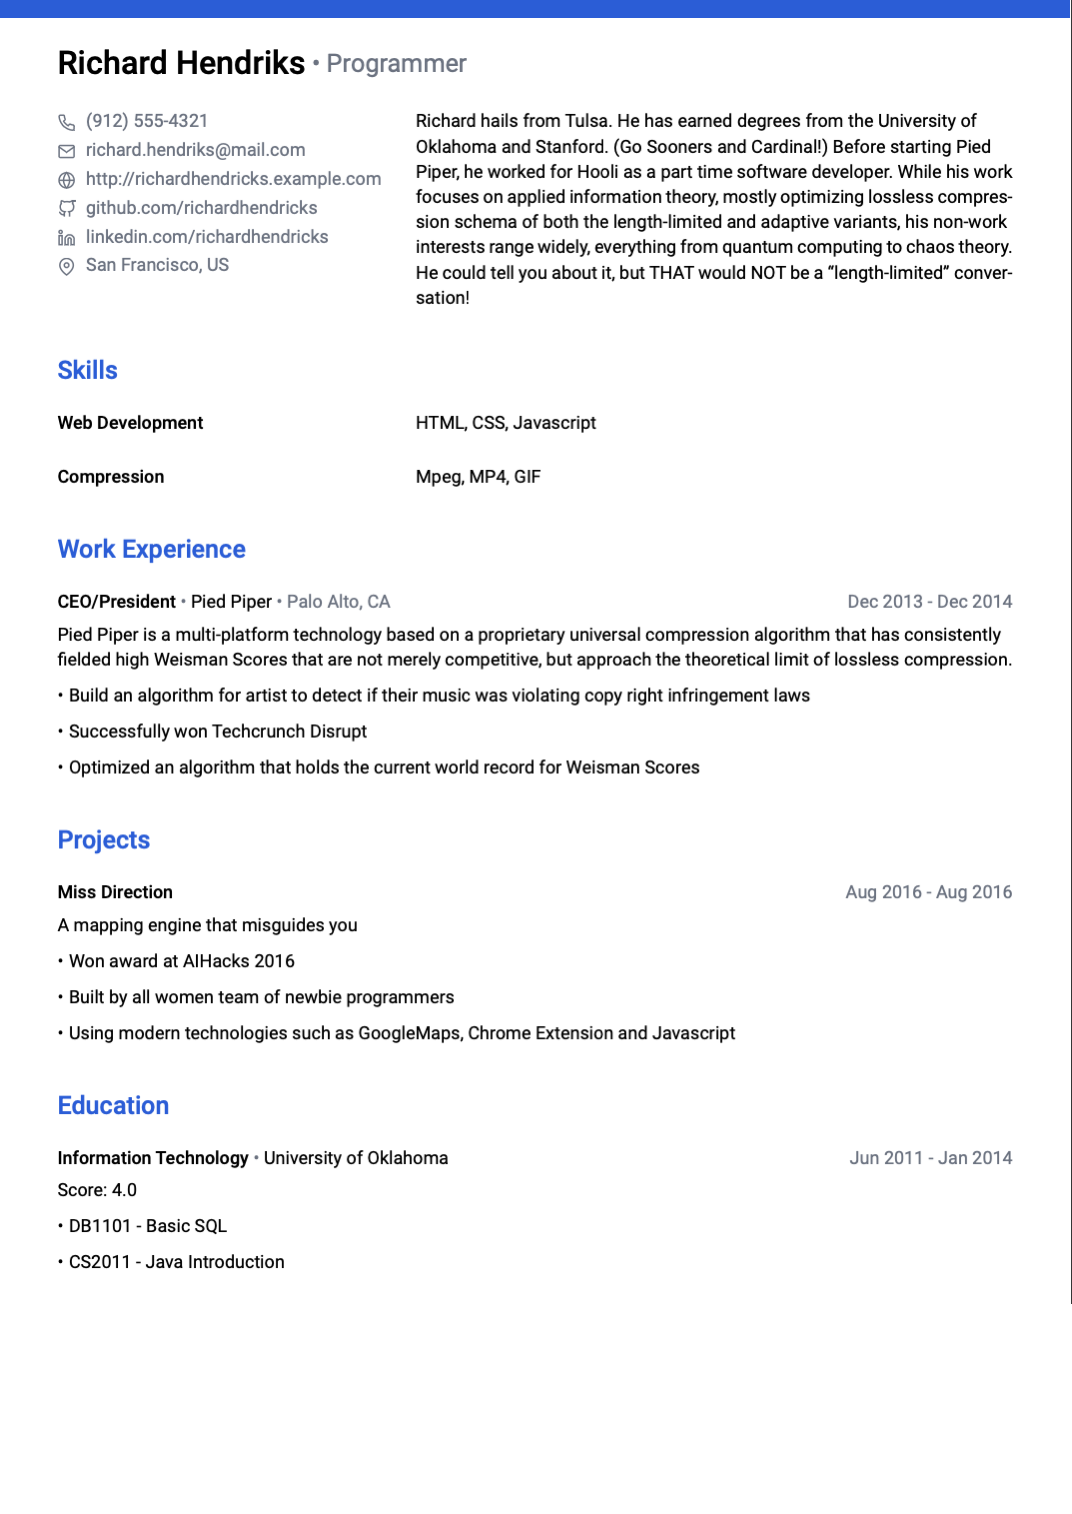 Richard Hendriks • Programmer
(912) 555-4321
richard.hendriks@mail.com
http://richardhendricks.example.com
github.com/richardhendricks
linkedin.com/richardhendricks
San Francisco, US
Richard hails from Tulsa. He has earned degrees from the University of
Oklahoma and Stanford. (Go Sooners and Cardinal!) Before starting Pied
Piper, he worked for Hooli as a part time software developer. While his work
focuses on applied information theory, mostly optimizing lossless compres-
sion schema of both the length-limited and adaptive variants, his non-work
interests range widely, everything from quantum computing to chaos theory.
He could tell you about it, but THAT would NOT be a “length-limited” conver-
sation!
Skills
Web Development HTML, CSS, Javascript
Compression Mpeg, MP4, GIF
Work Experience
CEO/President • Pied Piper • Palo Alto, CA Dec 2013 - Dec 2014
Pied Piper is a multi-platform technology based on a proprietary universal compression algorithm that has consistently
fielded high Weisman Scores that are not merely competitive, but approach the theoretical limit of lossless compression.
• Build an algorithm for artist to detect if their music was violating copy right infringement laws
• Successfully won Techcrunch Disrupt
• Optimized an algorithm that holds the current world record for Weisman Scores
Projects
Miss Direction Aug 2016 - Aug 2016
A mapping engine that misguides you
• Won award at AIHacks 2016
• Built by all women team of newbie programmers
• Using modern technologies such as GoogleMaps, Chrome Extension and Javascript
Education
Information Technology • University of Oklahoma Jun 2011 - Jan 2014
Score: 4.0
• DB1101 - Basic SQL
• CS2011 - Java Introduction